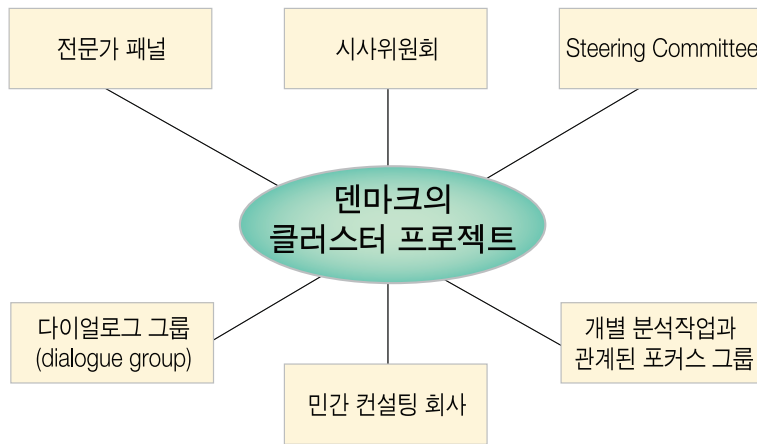 전문가 패널
시사위원회
Steering Committee
덴마크의
클러스터 프로젝트
다이얼로그 그룹
(dialogue group)
민간 컨설팅 회사
개별 분석작업과
관계된 포커스 그룹